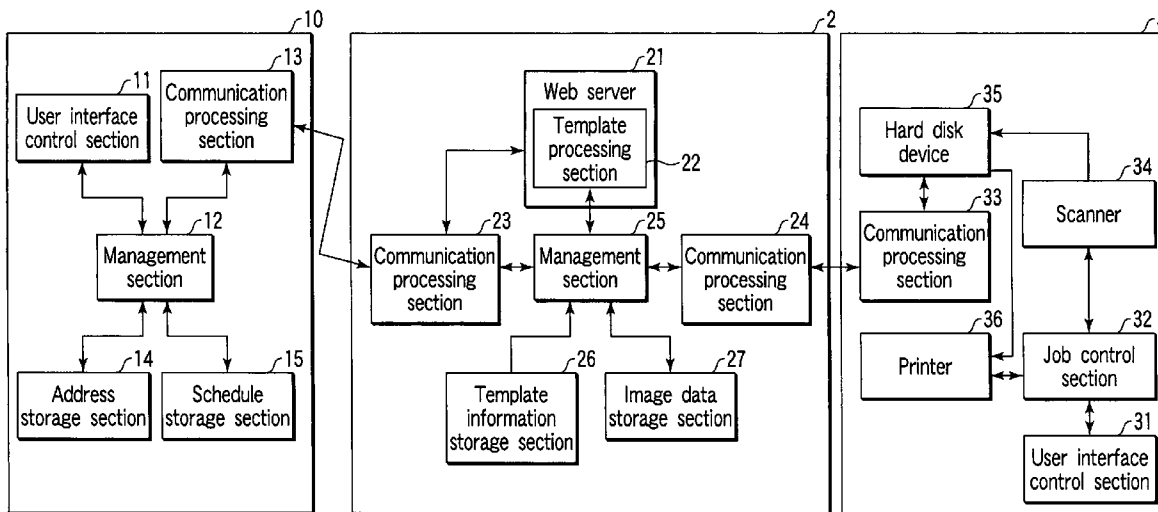 10
11
User interface
control section
13
Communication
processing
section
12
Management
section
14
Address
storage section
15
Schedule
storage section
2
21
Web server
Template
processing
section
22
23
Communication
processing
section
25
Management
section
24
Communication
processing
section
26
Template
information
storage section
27
Image data
storage section
35
Hard disk
device
34
Scanner
33
Communication
processing
section
36
Printer
32
Job control
section
31
User interface
control section